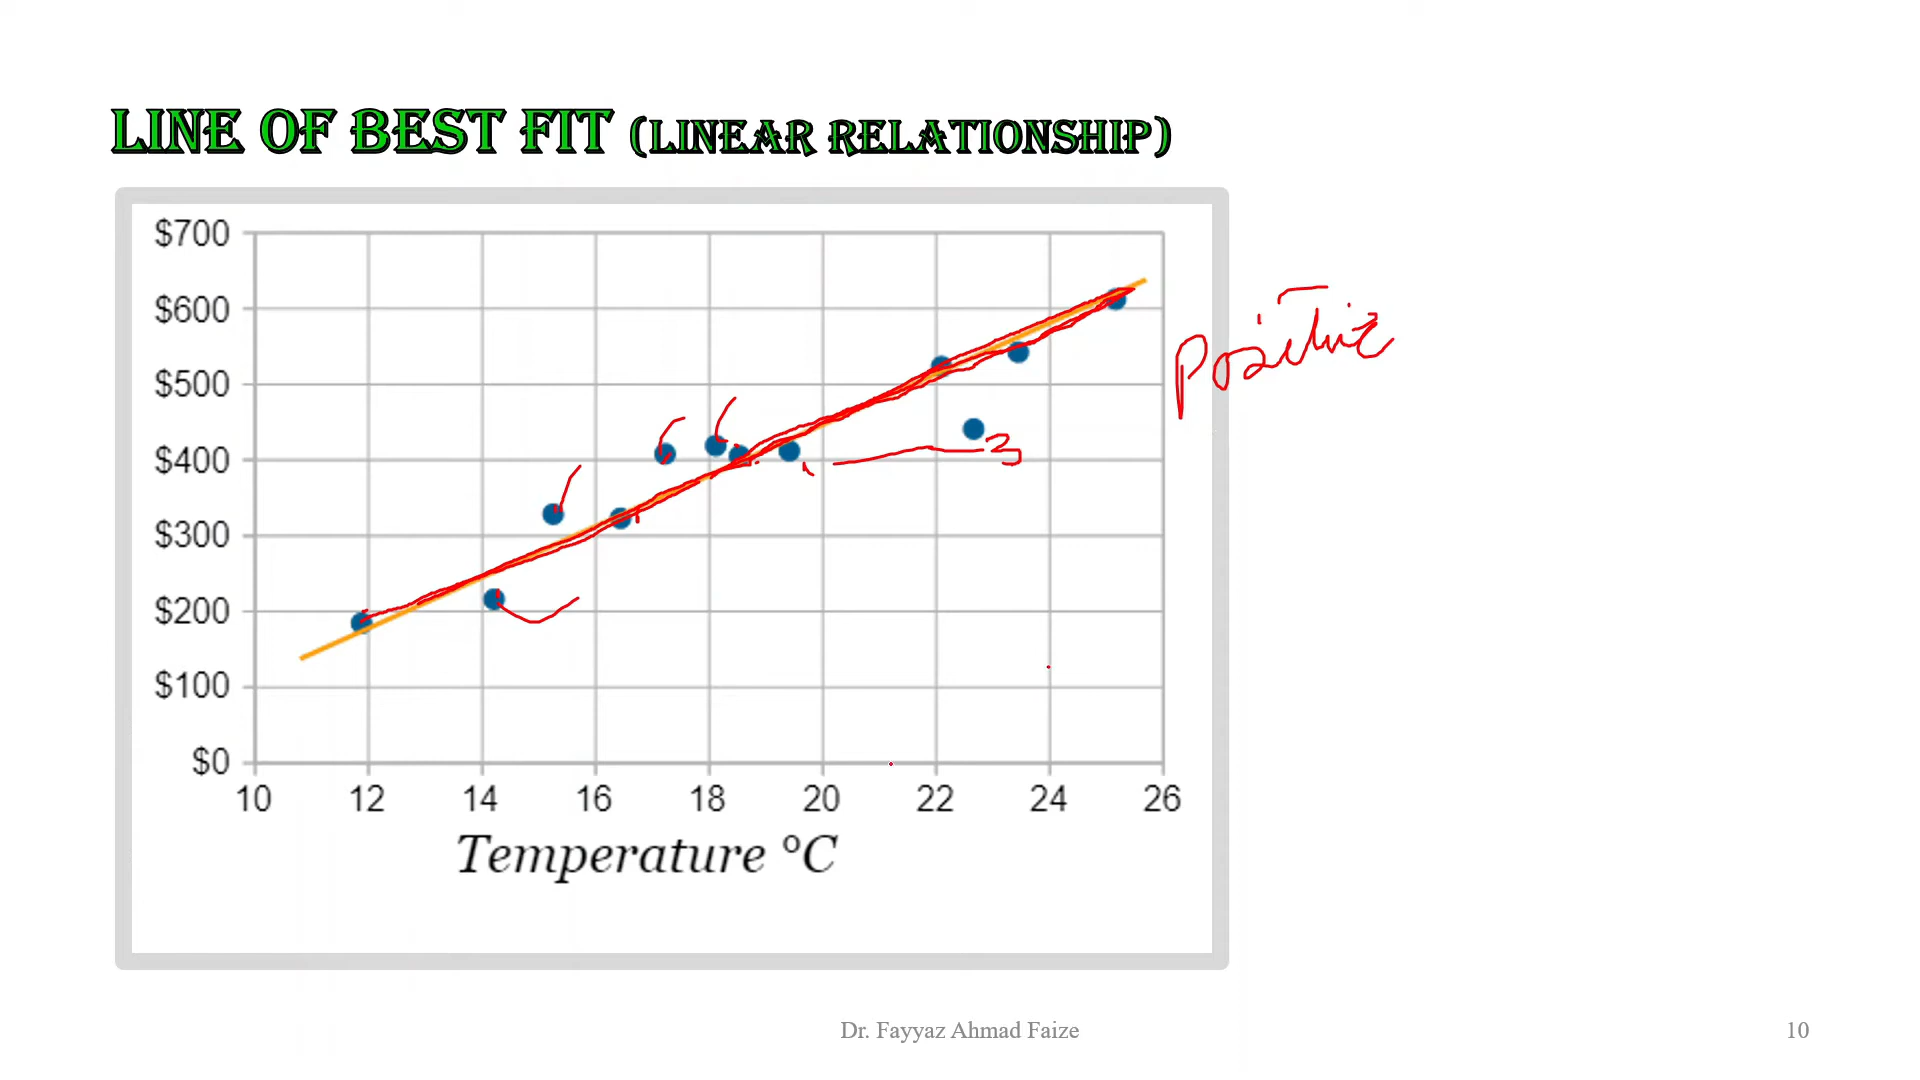 LINE OF BEST FIT (LINEAR RELATIONSHIP)
$700
$600
$500
$400
$300
$200
$100
$0
10 12 14 16 18 20 22 24 26
Temperature °C
Positive
Dr. Fayyaz Ahmad Faize
10